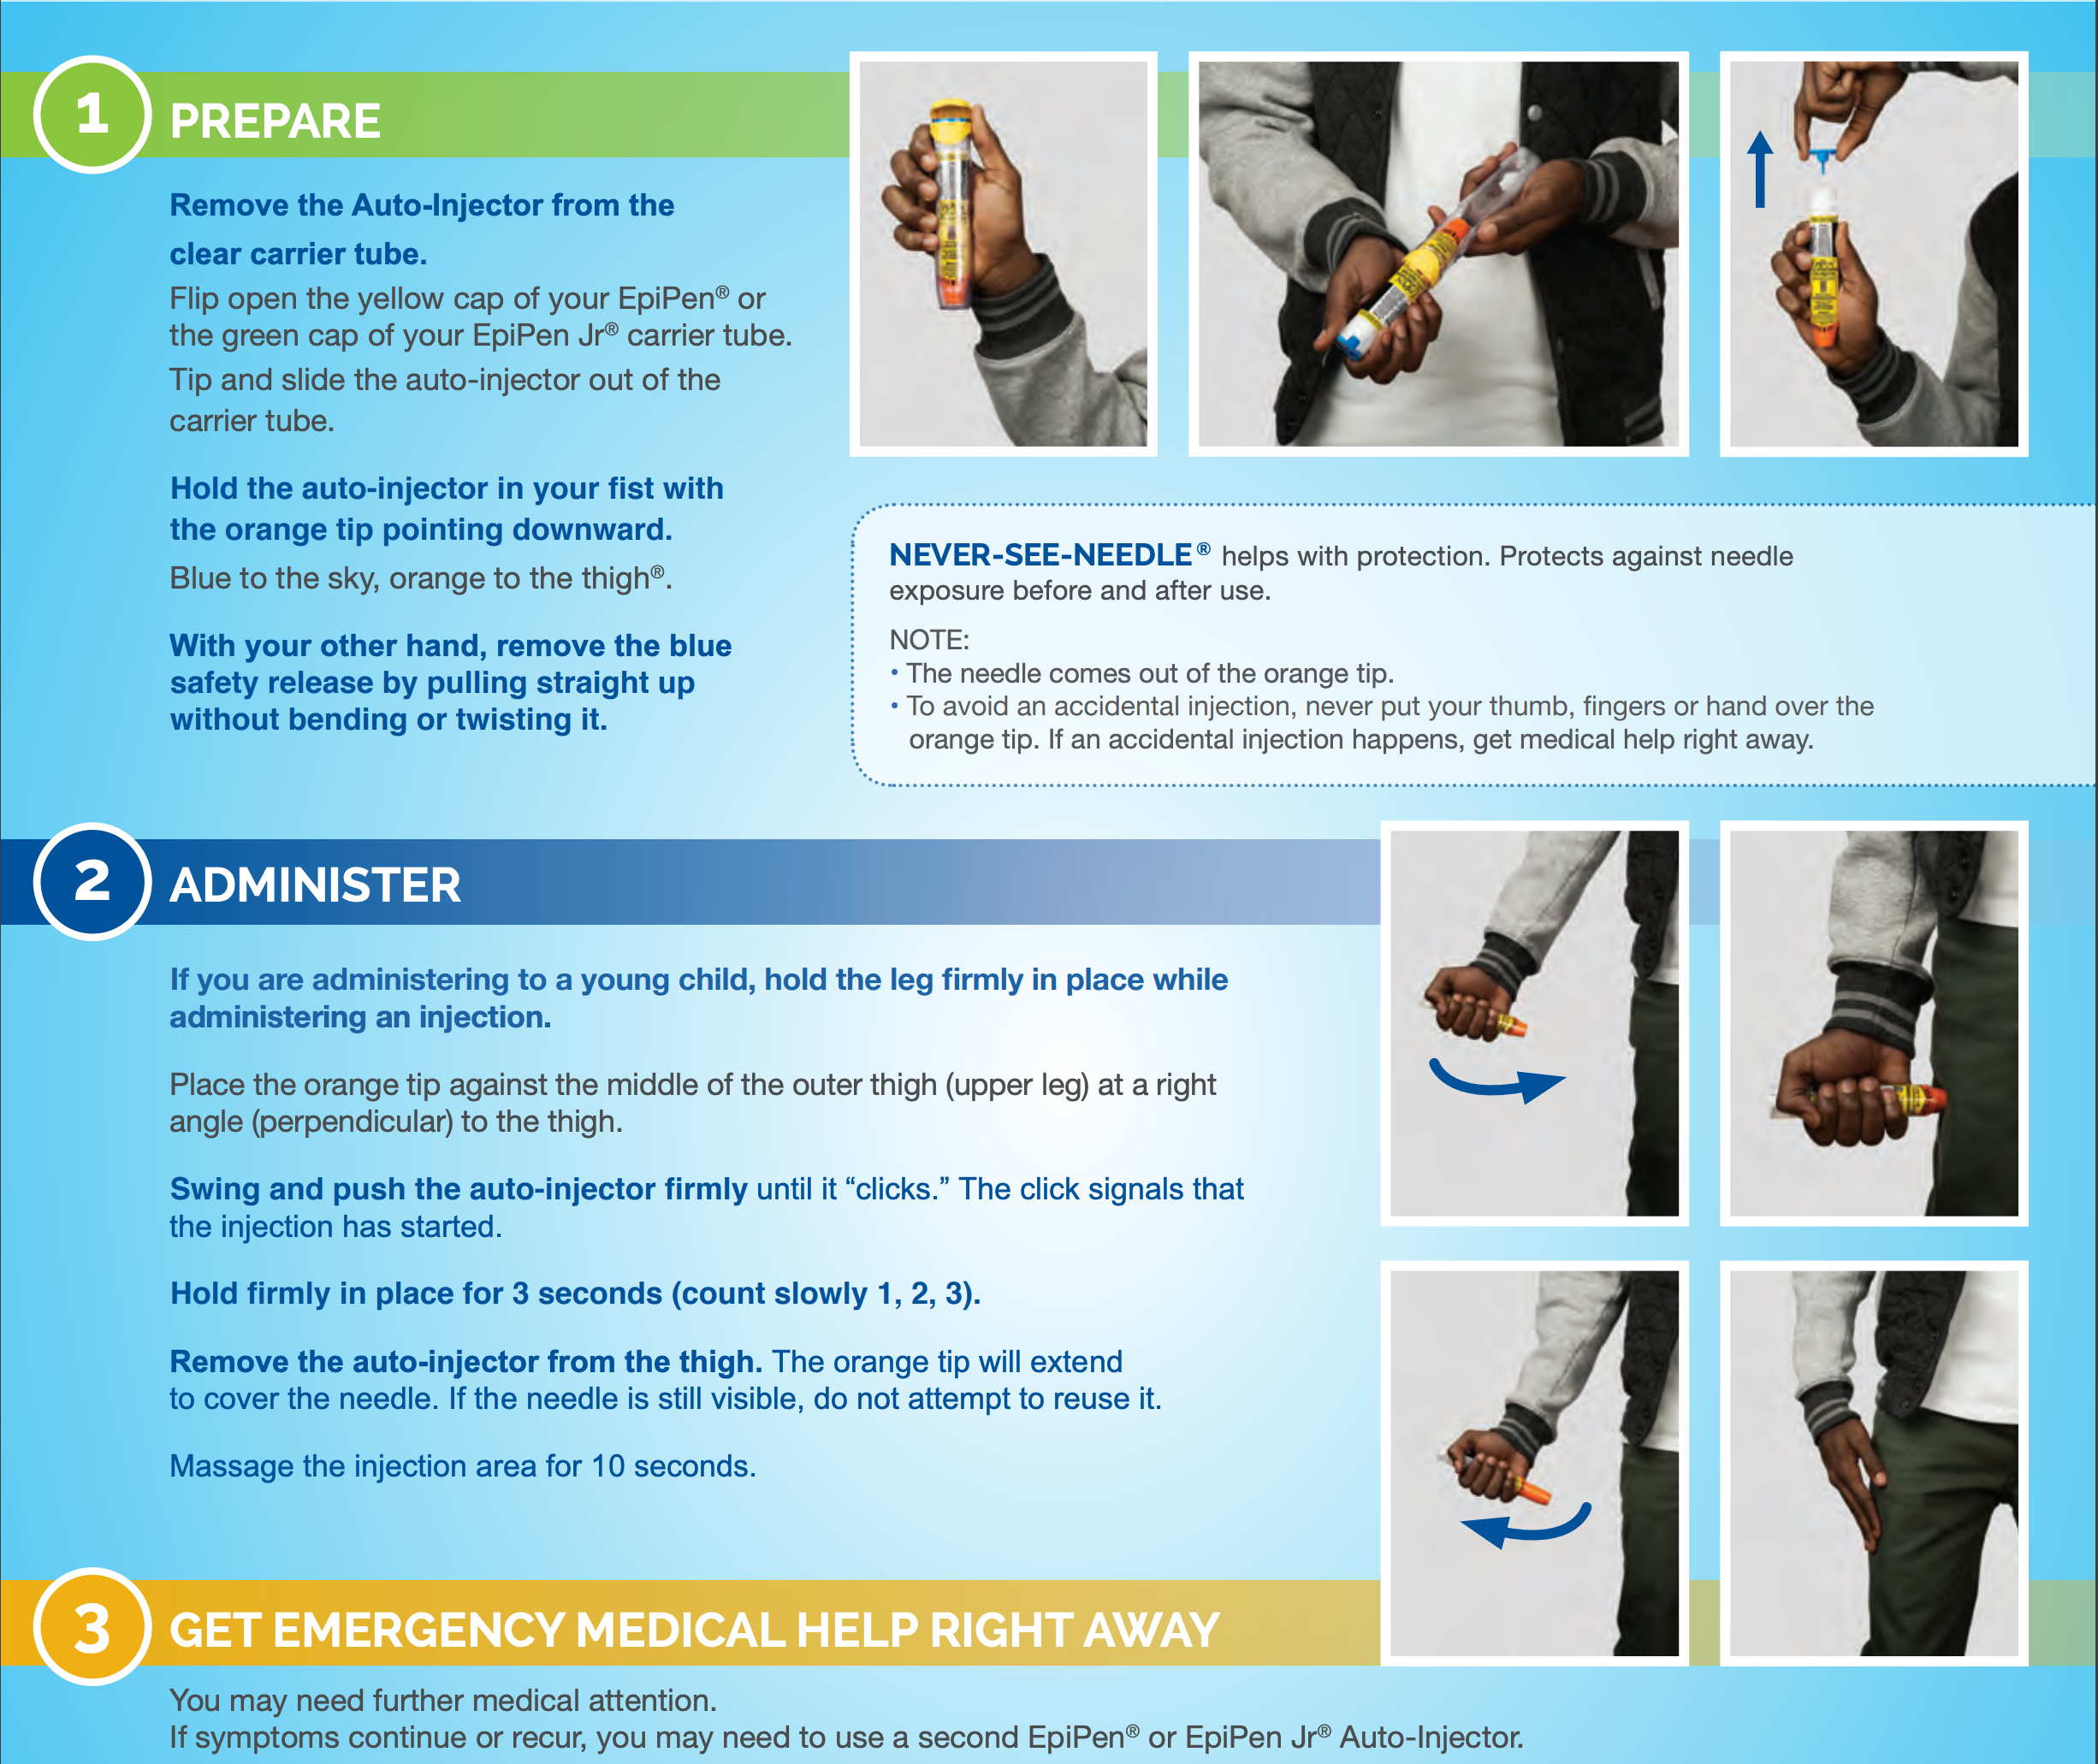 1
PREPARE
Remove the Auto-Injector from the
clear carrier tube.
Flip open the yellow cap of your EpiPen® or
the green cap of your EpiPen Jr® carrier tube.
Tip and slide the auto-injector out of the
carrier tube.
Hold the auto-injector in your fist with
the orange tip pointing downward.
Blue to the sky, orange to the thigh®.
With your other hand, remove the blue
safety release by pulling straight up
without bending or twisting it.
NEVER-SEE-NEEDLE® helps with protection. Protects against needle
exposure before and after use.
NOTE:
• The needle comes out of the orange tip.
• To avoid an accidental injection, never put your thumb, fingers or hand over the
orange tip. If an accidental injection happens, get medical help right away.
2
ADMINISTER
If you are administering to a young child, hold the leg firmly in place while
administering an injection.
Place the orange tip against the middle of the outer thigh (upper leg) at a right
angle (perpendicular) to the thigh.
Swing and push the auto-injector firmly until it “clicks.” The click signals that
the injection has started.
Hold firmly in place for 3 seconds (count slowly 1, 2, 3).
Remove the auto-injector from the thigh. The orange tip will extend
to cover the needle. If the needle is still visible, do not attempt to reuse it.
Massage the injection area for 10 seconds.
3
GET EMERGENCY MEDICAL HELP RIGHT AWAY
You may need further medical attention.
If symptoms continue or recur, you may need to use a second EpiPen® or EpiPen Jr® Auto-Injector.